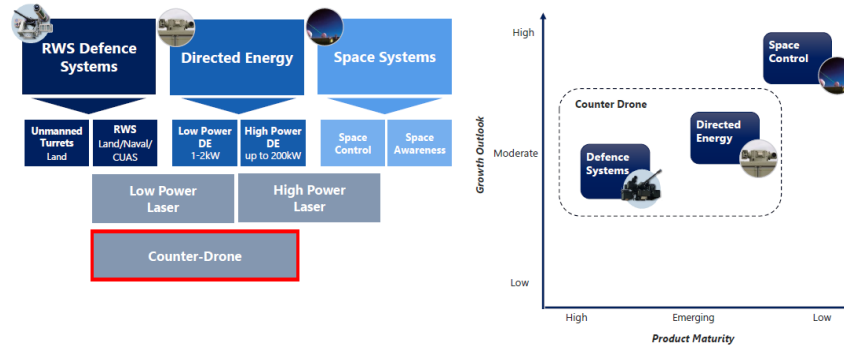 RWS Defence
Systems
Directed Energy
Space Systems
Unmanned
Turrets
Land
RWS
Land/Naval/
CUAS
Low Power
DE
1-2kW
High Power
DE
up to 200kW
Space
Control
Space
Awareness
Low Power
Laser
High Power
Laser
Counter-Drone
Growth Outlook
High
Moderate
Low
Space
Control
Counter Drone
Directed
Energy
Defence
Systems
High
Emerging
Low
Product Maturity